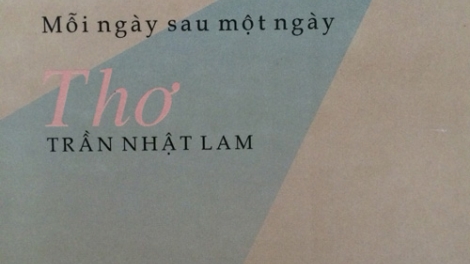 Mỗi ngày sau một ngày
Thơ
TRẦN NHẬT LAM